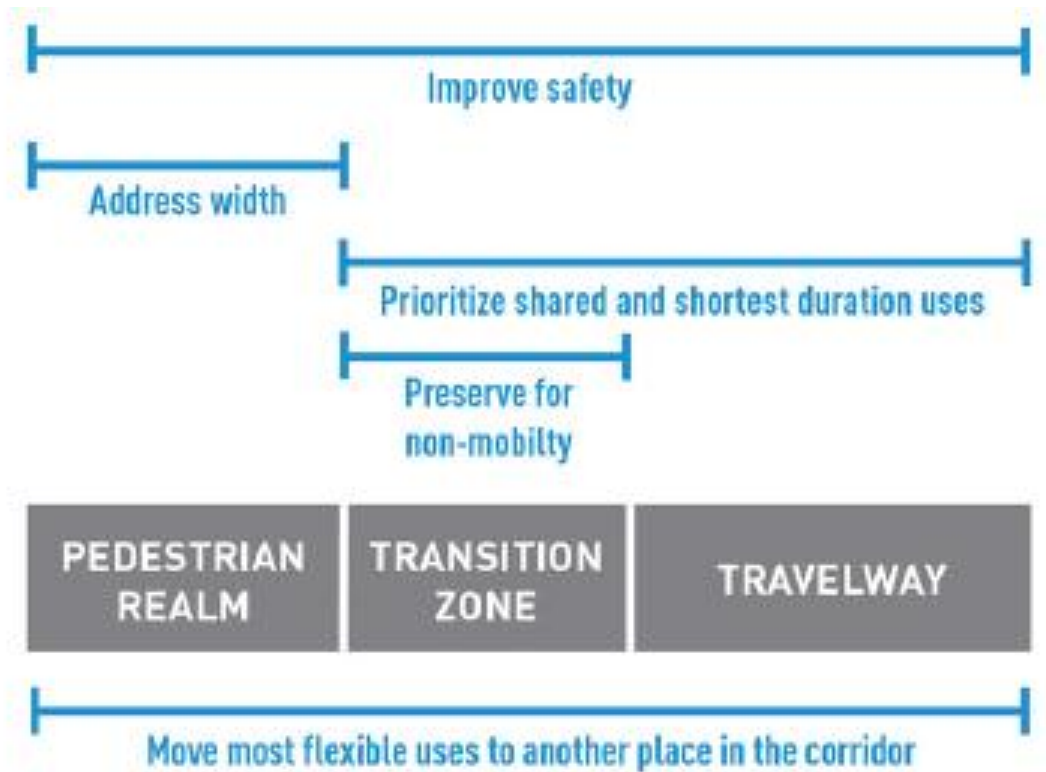 Improve safety
Address width
Prioritize shared and shortest duration uses
Preserve for
non-mobilty
PEDESTRIAN
REALM
TRANSITION
ZONE
TRAVELWAY
Move most flexible uses to another place in the corridor